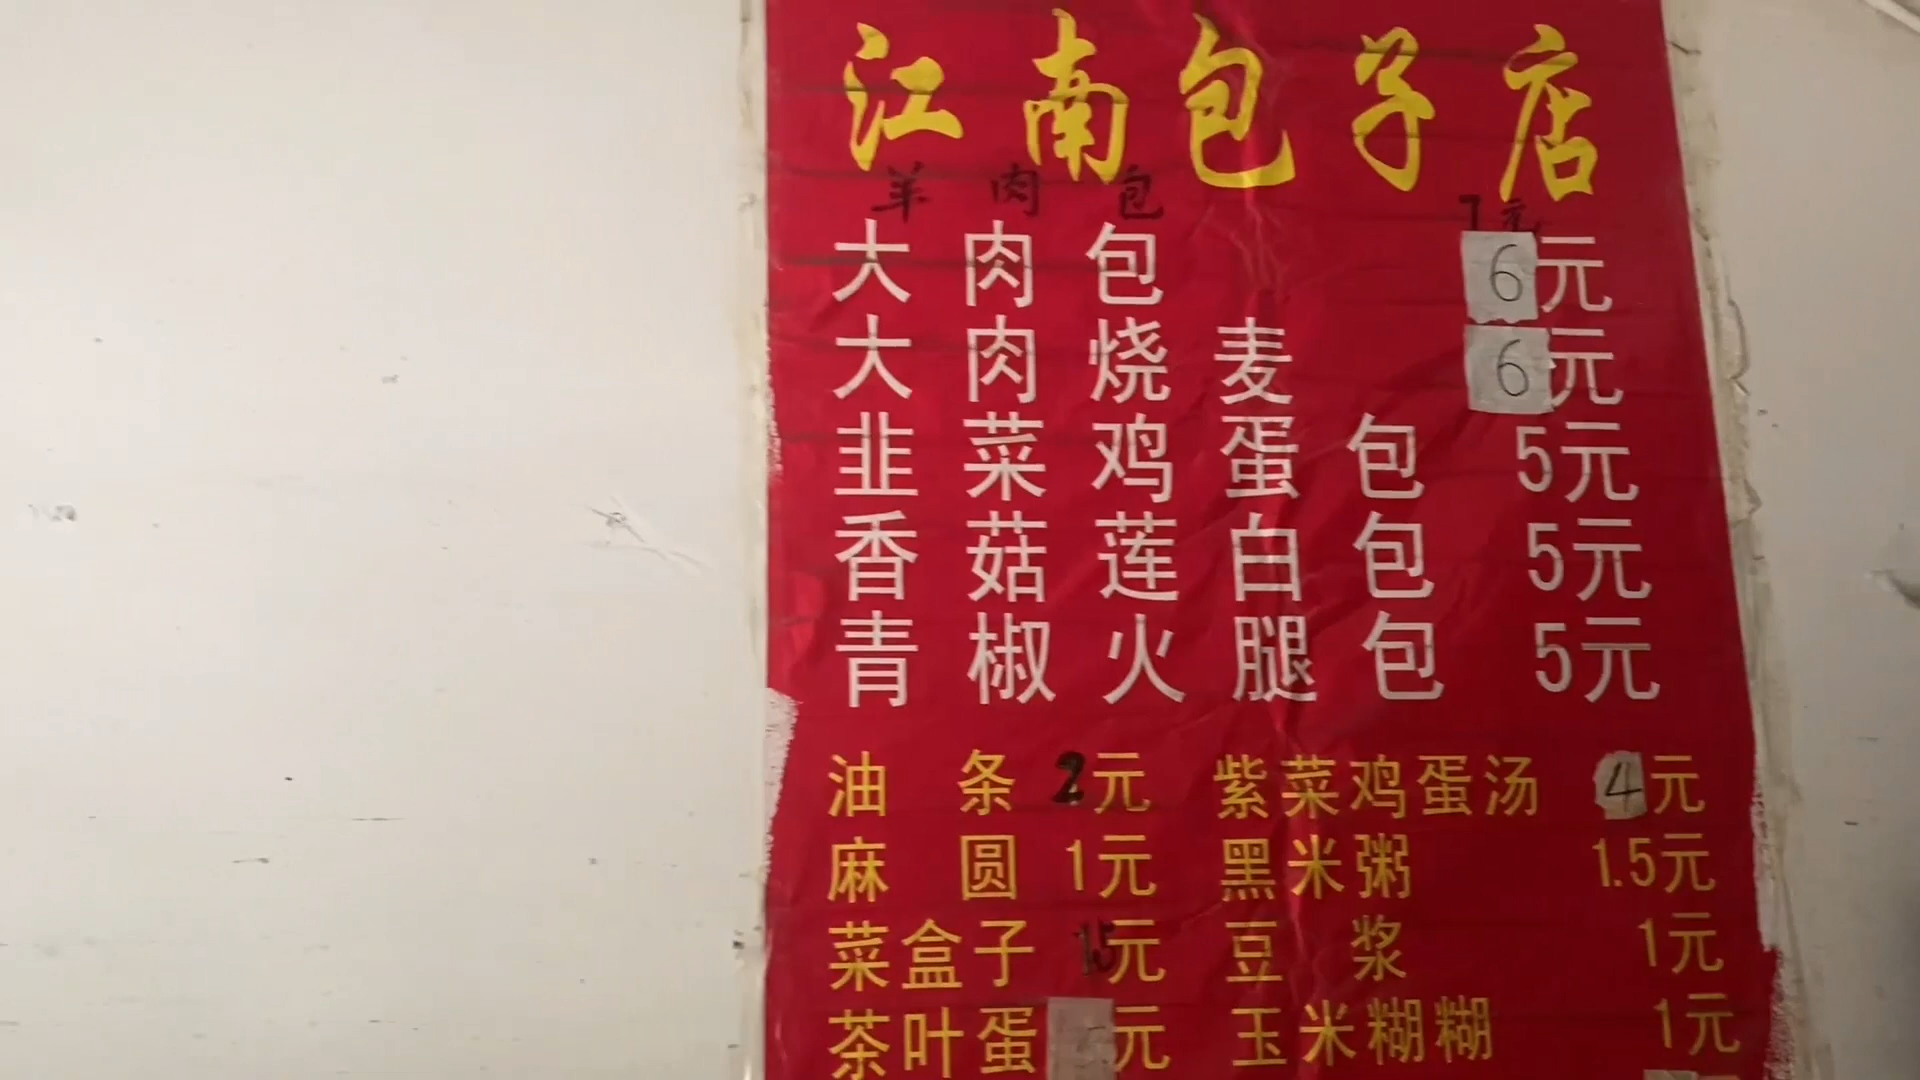 江南包子店
羊肉包 7元
大肉包 6元
大肉烧麦 6元
韭菜鸡蛋包 5元
香菇莲白包 5元
青椒火腿包 5元
油条 2元 紫菜鸡蛋汤 4元
麻圆 1元 黑米粥 1.5元
菜盒子 1.5元 豆浆 1元
茶叶蛋 元 玉米糊糊 1元